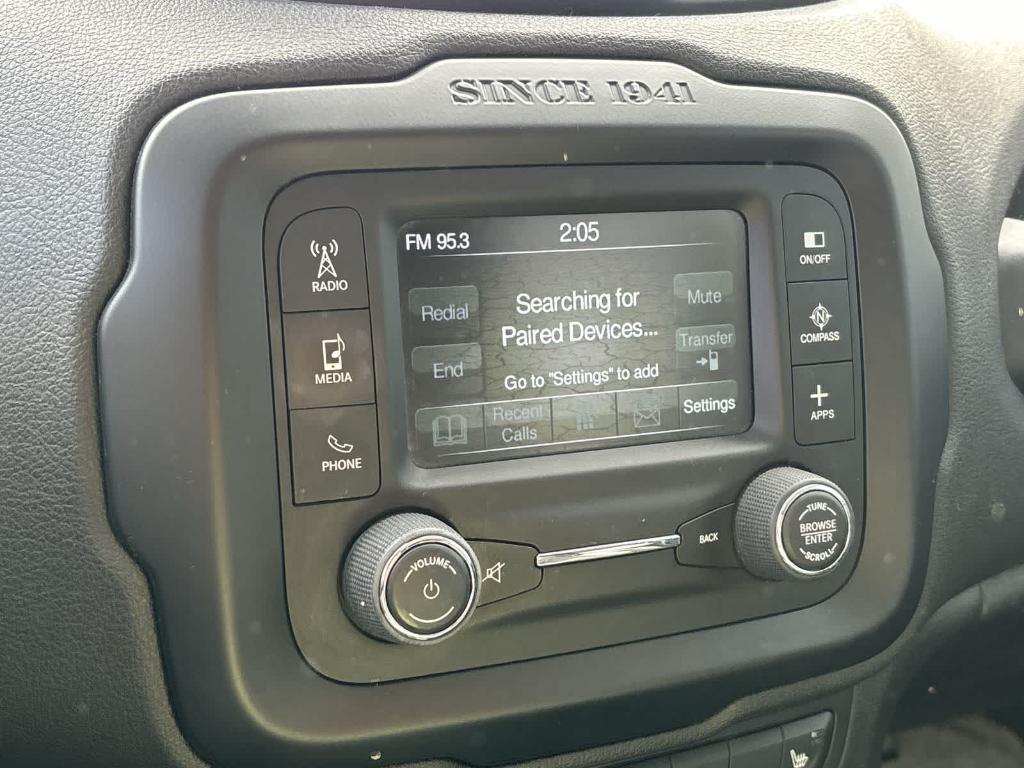 SINCE 1941
RADIO
MEDIA
PHONE
FM 95.3
2:05
Redial
End
Searching for
Paired Devices...
Go to "Settings" to add
Mute
Transfer
Recent
Calls
Settings
ON/OFF
N
COMPASS
APPS
VOLUME
BACK
TUNE
BROWSE
ENTER
SCROLL